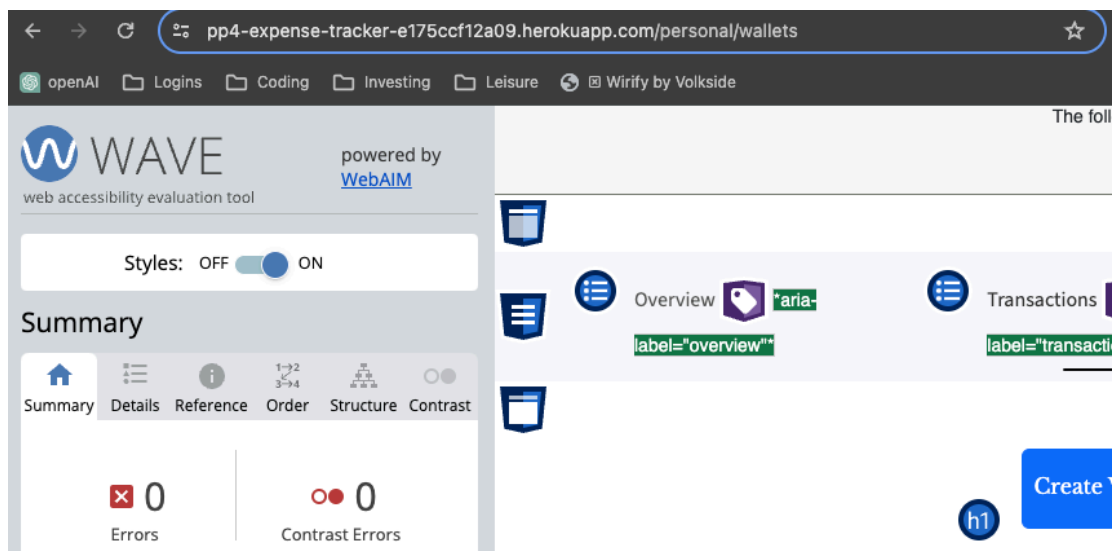 pp4-expense-tracker-e175ccf12a09.herokuapp.com/personal/wallets
openAI Logins Coding Investing Leisure Wirify by Volkside
The foll
WAVE
powered by
WebAIM
web accessibility evaluation tool
Styles: OFF ON
Overview *aria-
label="overview"*
Transactions
label="transacti
Summary
Summary Details Reference Order Structure Contrast
0
Errors
0
Contrast Errors
Create
h1